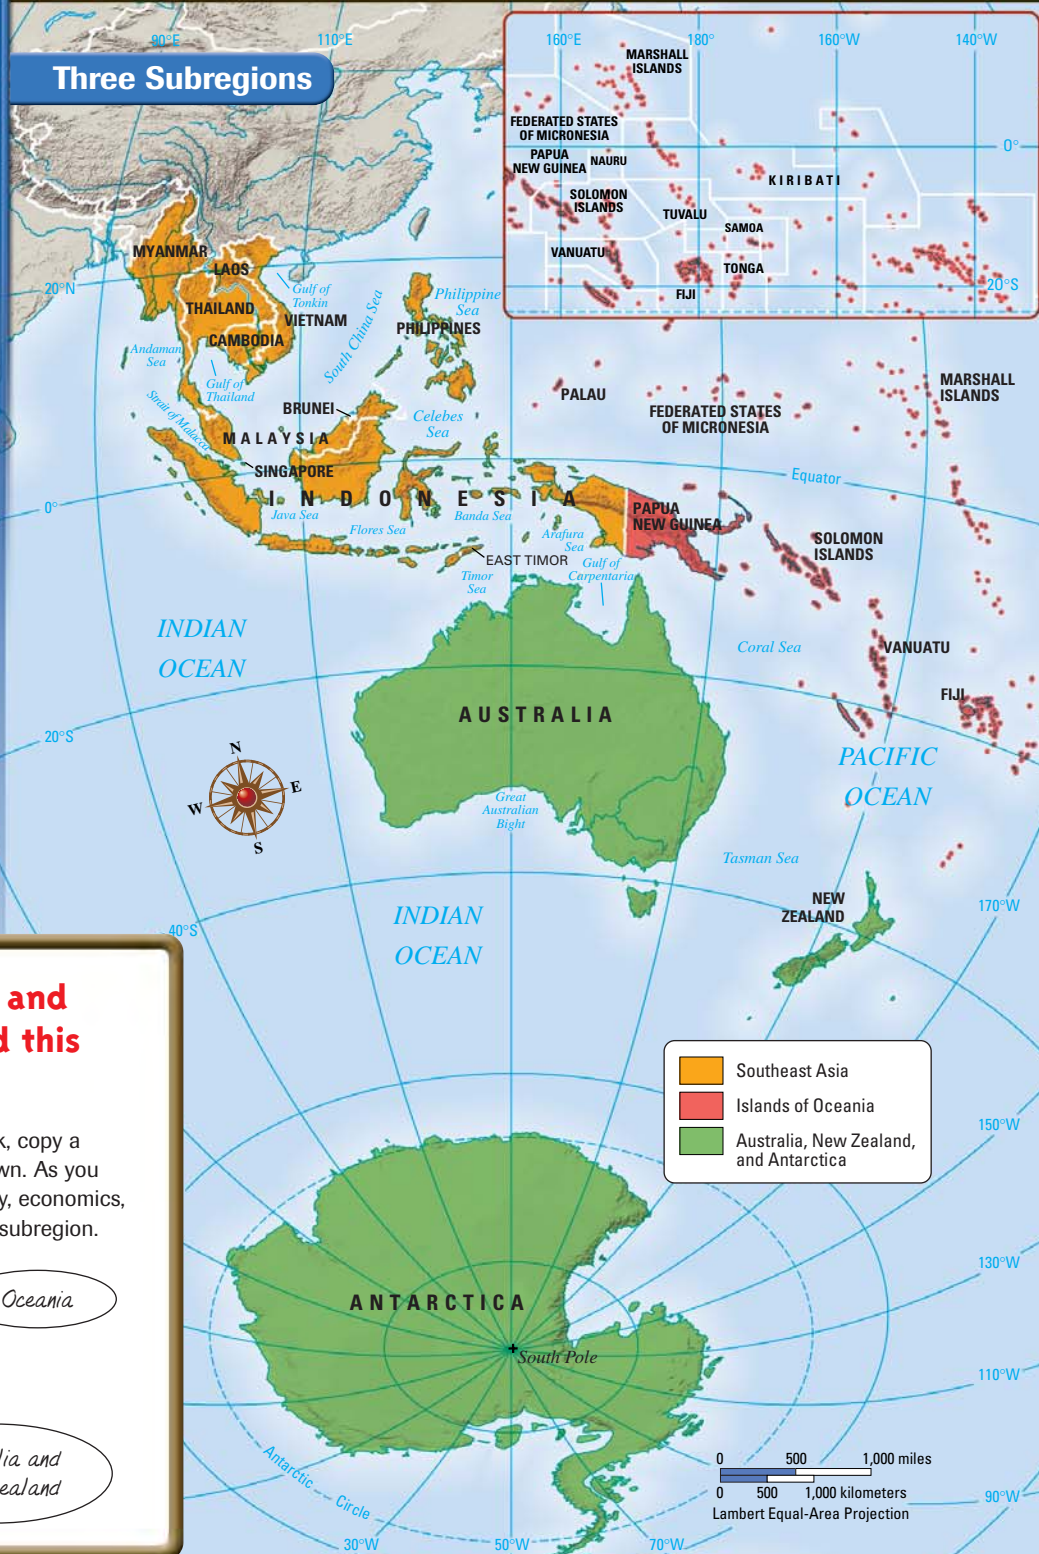 Three Subregions
90°E
110°E
160°E
180°
160°W
140°W
MARSHALL
ISLANDS
FEDERATED STATES
OF MICRONESIA
0°
PAPUA
NEW GUINEA
NAURU
KIRIBATI
SOLOMON
ISLANDS
TUVALU
SAMOA
VANUATU
TONGA
FIJI
20°S
MYANMAR
LAOS
20°N
THAILAND
Gulf of
Tonkin
VIETNAM
CAMBODIA
South China Sea
Philippine
Sea
PHILIPPINES
Andaman
Sea
Gulf of
Thailand
Strait of Malacca
BRUNEI
MALAYSIA
SINGAPORE
Celebes
Sea
PALAU
FEDERATED STATES
OF MICRONESIA
MARSHALL
ISLANDS
Equator
0°
INDONESIA
Java Sea
Flores Sea
Banda Sea
Arafura
Sea
PAPUA
NEW GUINEA
SOLOMON
ISLANDS
EAST TIMOR
Timor
Sea
Gulf of
Carpentaria
INDIAN
OCEAN
Coral Sea
VANUATU
FIJI
AUSTRALIA
20°S
PACIFIC
OCEAN
N
E
W
S
Great
Australian
Bight
Tasman Sea
NEW
ZEALAND
170°W
INDIAN
OCEAN
40°S
and
d this
k, copy a
wn. As you
y, economics,
subregion.
Oceania
lia and
ealand
Southeast Asia
Islands of Oceania
Australia, New Zealand,
and Antarctica
150°W
130°W
ANTARCTICA
South Pole
110°W
Antarctic Circle
0 500 1,000 miles
0 500 1,000 kilometers
Lambert Equal-Area Projection
90°W
30°W
50°W
70°W